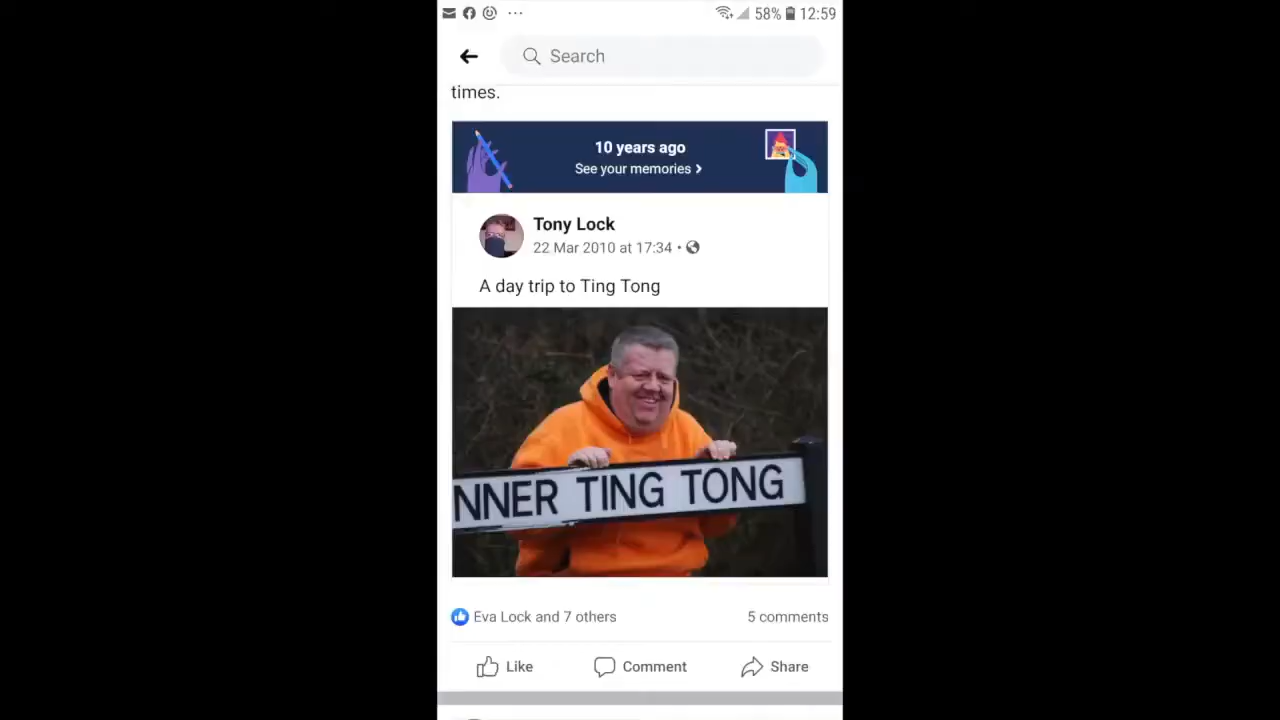 58% 12:59
Search
times.
10 years ago
See your memories
Tony Lock
22 Mar 2010 at 17:34
A day trip to Ting Tong
NNER TING TONG
Eva Lock and 7 others
5 comments
Like
Comment
Share